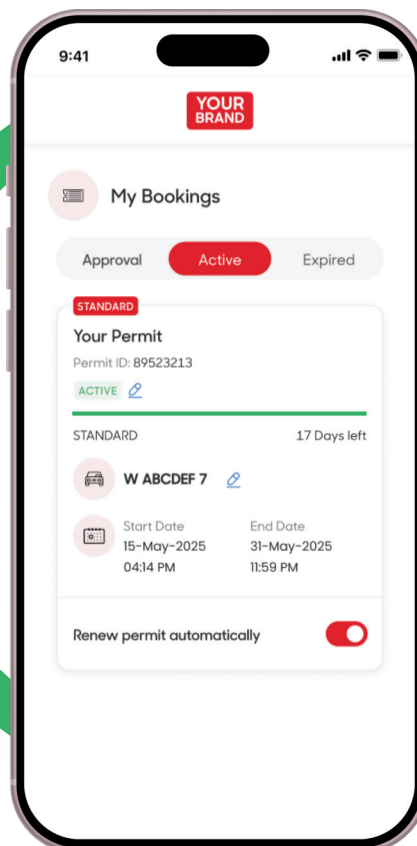 9:41
YOUR
BRAND
My Bookings
Approval Active Expired
STANDARD
Your Permit
Permit ID: 89523213
ACTIVE
STANDARD 17 Days left
W ABCDEF 7
Start Date End Date
15-May-2025 31-May-2025
04:14 PM 11:59 PM
Renew permit automatically